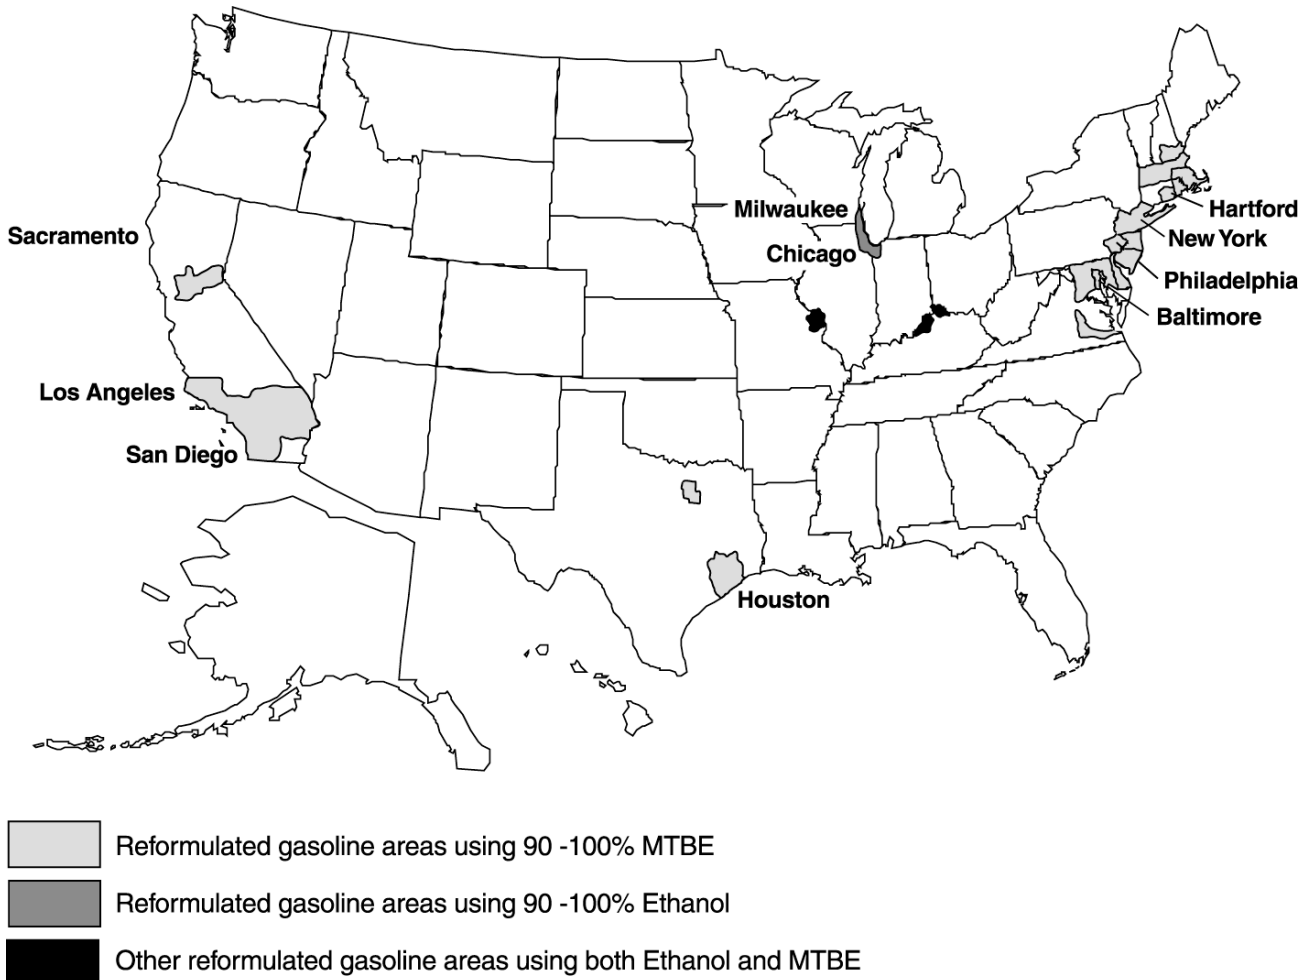 Milwaukee
Hartford
Sacramento
New York
Chicago
Philadelphia
Baltimore
Los Angeles
San Diego
Houston
Reformulated gasoline areas using 90 -100% MTBE
Reformulated gasoline areas using 90 -100% Ethanol
Other reformulated gasoline areas using both Ethanol and MTBE